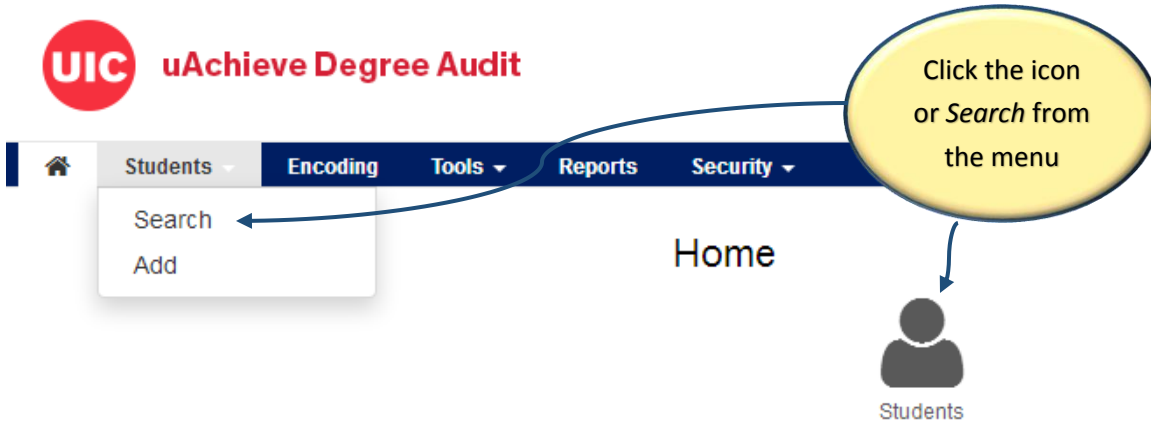 UIC
uAchieve Degree Audit
Click the icon
or Search from
the menu
Students
Encoding
Tools
Reports
Security
Search
Add
Home
Students